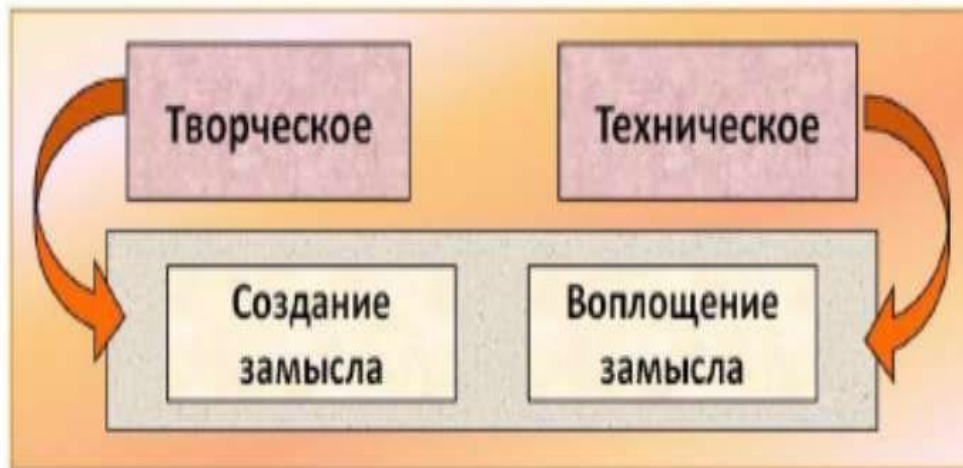 Творческое
Техническое
Создание
замысла
Воплощение
замысла